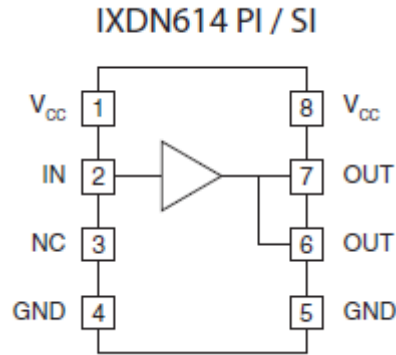 IXDN614 PI / SI
VCC 1 8 VCC
IN 2 7 OUT
NC 3 6 OUT
GND 4 5 GND